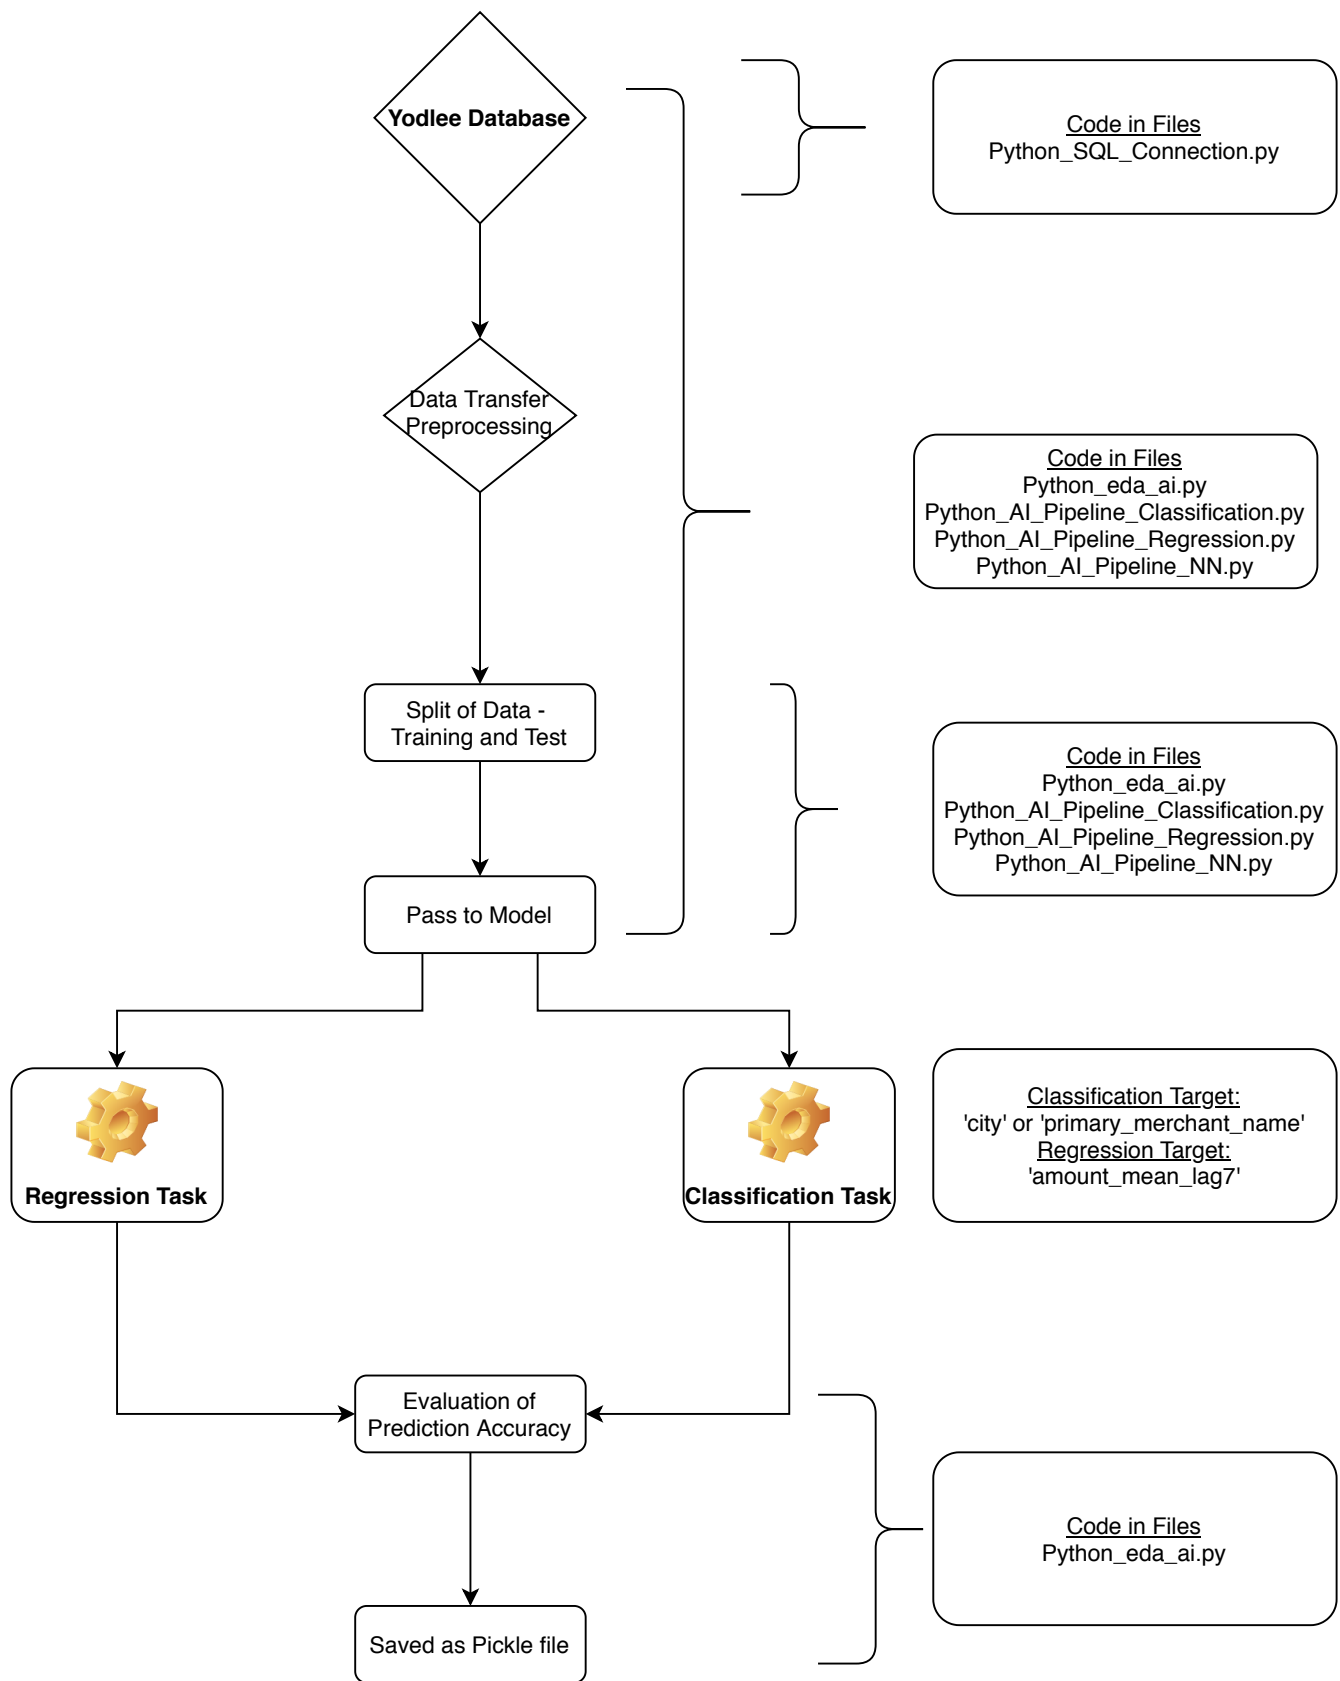 Yodlee Database
Code in Files
Python_SQL_Connection.py
Data Transfer
Preprocessing
Code in Files
Python_eda_ai.py
Python_AI_Pipeline_Classification.py
Python_AI_Pipeline_Regression.py
Python_AI_Pipeline_NN.py
Split of Data -
Training and Test
Code in Files
Python_eda_ai.py
Python_AI_Pipeline_Classification.py
Python_AI_Pipeline_Regression.py
Python_AI_Pipeline_NN.py
Pass to Model
Regression Task
Classification Task
Classification Target:
'city' or 'primary_merchant_name'
Regression Target:
'amount_mean_lag7'
Evaluation of
Prediction Accuracy
Code in Files
Python_eda_ai.py
Saved as Pickle file